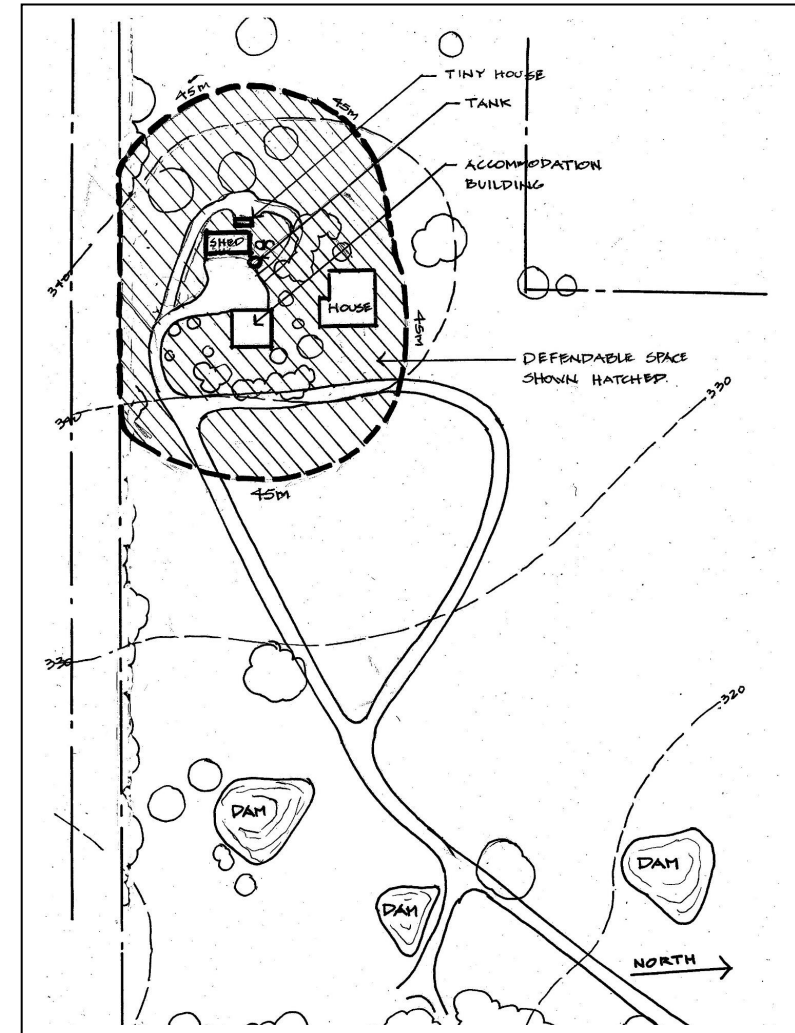 TINY HOUSE
TANK
ACCOMMODATION
BUILDING
45M
45M
SHED
HOUSE
340
45M
DEFENDABLE SPACE
SHOWN HATCHED.
340
330
45M
330
320
DAM
DAM
DAM
NORTH